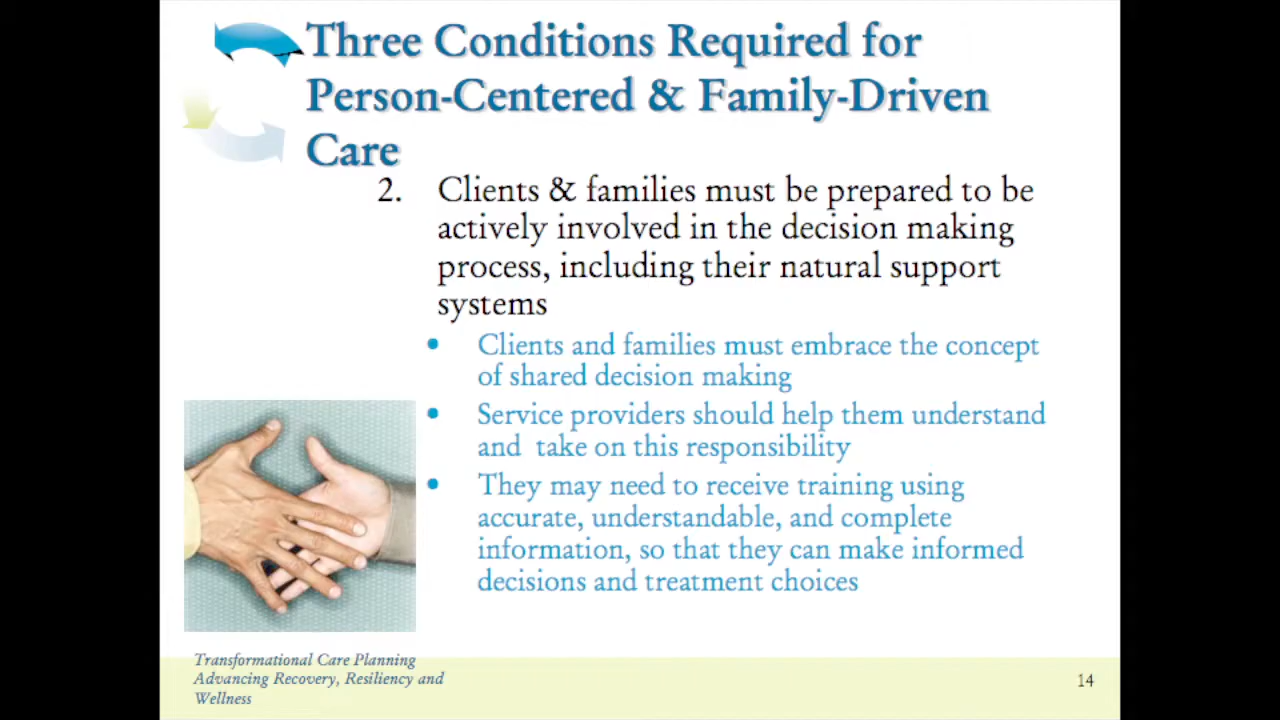 Three Conditions Required for
Person-Centered & Family-Driven
Care
2. Clients & families must be prepared to be
actively involved in the decision making
process, including their natural support
systems
• Clients and families must embrace the concept
of shared decision making
• Service providers should help them understand
and take on this responsibility
• They may need to receive training using
accurate, understandable, and complete
information, so that they can make informed
decisions and treatment choices
Transformational Care Planning
Advancing Recovery, Resiliency and
Wellness
14